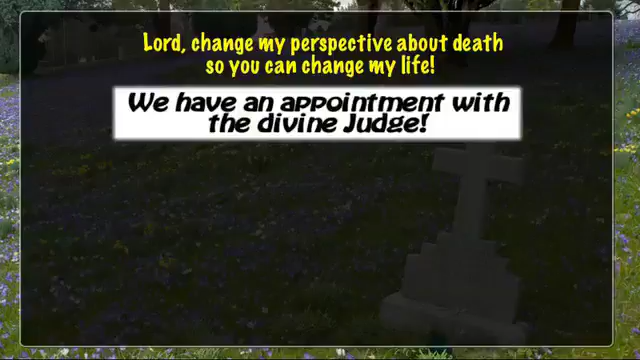 Lord, change my perspective about death
so you can change my life!
We have an appointment with
the divine Judge!